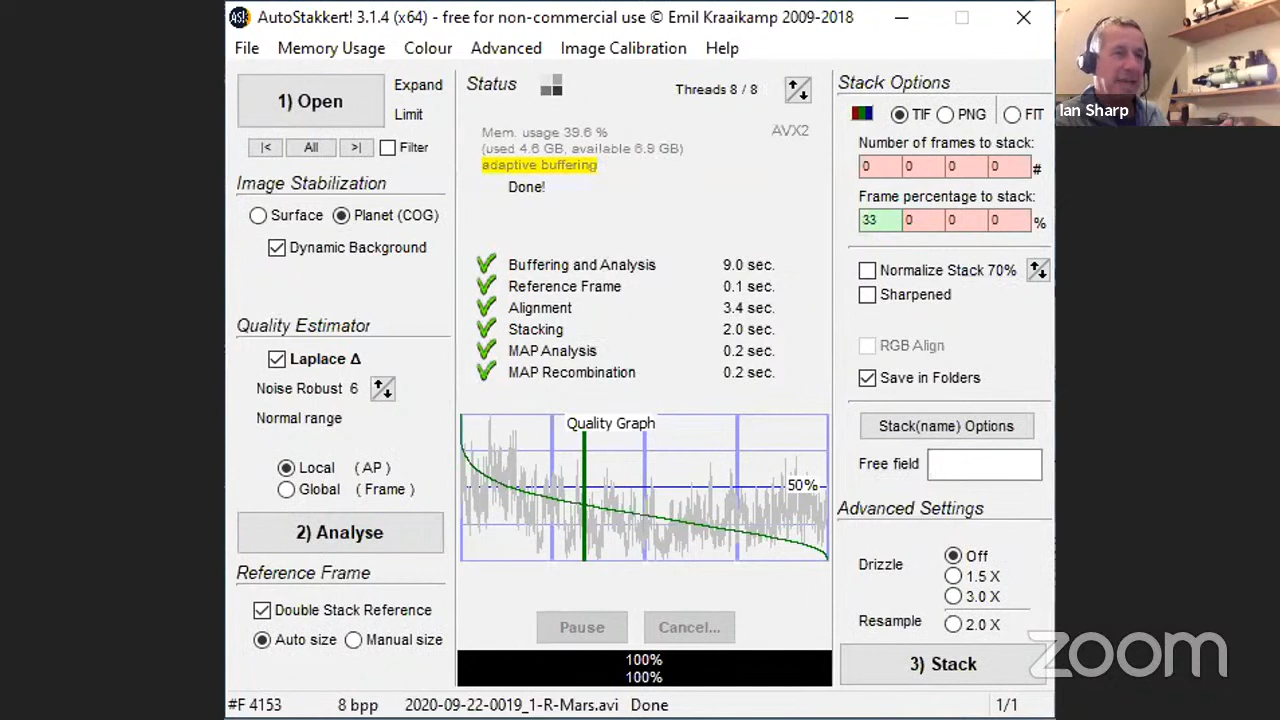 AS!
AutoStakkert! 3.1.4 (x64) - free for non-commercial use © Emil Kraaikamp 2009-2018
File Memory Usage Colour Advanced Image Calibration Help
1) Open
Expand
Limit
|< All >| Filter
Image Stabilization
Surface Planet (COG)
Dynamic Background
Quality Estimator
Laplace Δ
Noise Robust 6
Normal range
Local ( AP )
Global ( Frame )
2) Analyse
Reference Frame
Double Stack Reference
Auto size Manual size
Status
Threads 8 / 8
Mem. usage 39.6 %
(used 4.6 GB, available 6.9 GB)
adaptive buffering
AVX2
Done!
Buffering and Analysis 9.0 sec.
Reference Frame 0.1 sec.
Alignment 3.4 sec.
Stacking 2.0 sec.
MAP Analysis 0.2 sec.
MAP Recombination 0.2 sec.
Quality Graph
50%
Pause Cancel...
100%
100%
Stack Options
TIF PNG FIT
Number of frames to stack:
0 0 0 0 #
Frame percentage to stack:
33 0 0 0 %
Normalize Stack 70%
Sharpened
RGB Align
Save in Folders
Stack(name) Options
Free field
Advanced Settings
Drizzle
Off
1.5 X
3.0 X
Resample 2.0 X
3) Stack
#F 4153 8 bpp 2020-09-22-0019_1-R-Mars.avi Done 1/1
Ian Sharp
zoom